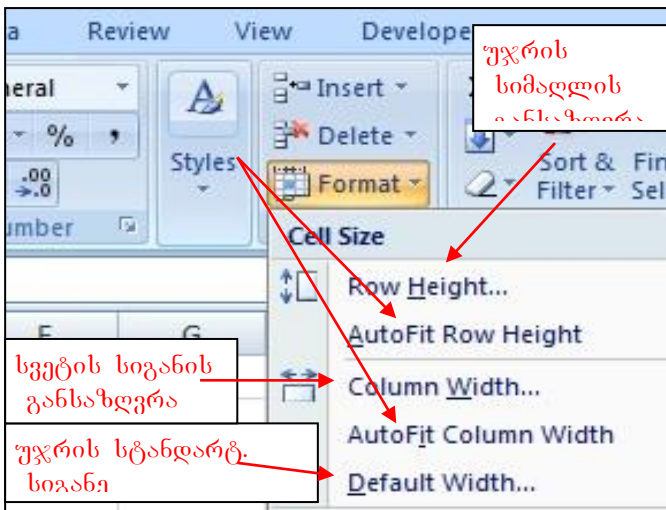 a Review View Develope
უჯრის
სიმაღლის
განსაზღვრა
neral
Insert
%
Delete
Styles
Sort & Fin
.00
.0
Format
Filter Sel
umber
Cell Size
Row Height...
F G
AutoFit Row Height
სვეტის სიგანის
განსაზღვრა
Column Width...
AutoFit Column Width
უჯრის სტანდარტ.
სიგანე
Default Width...